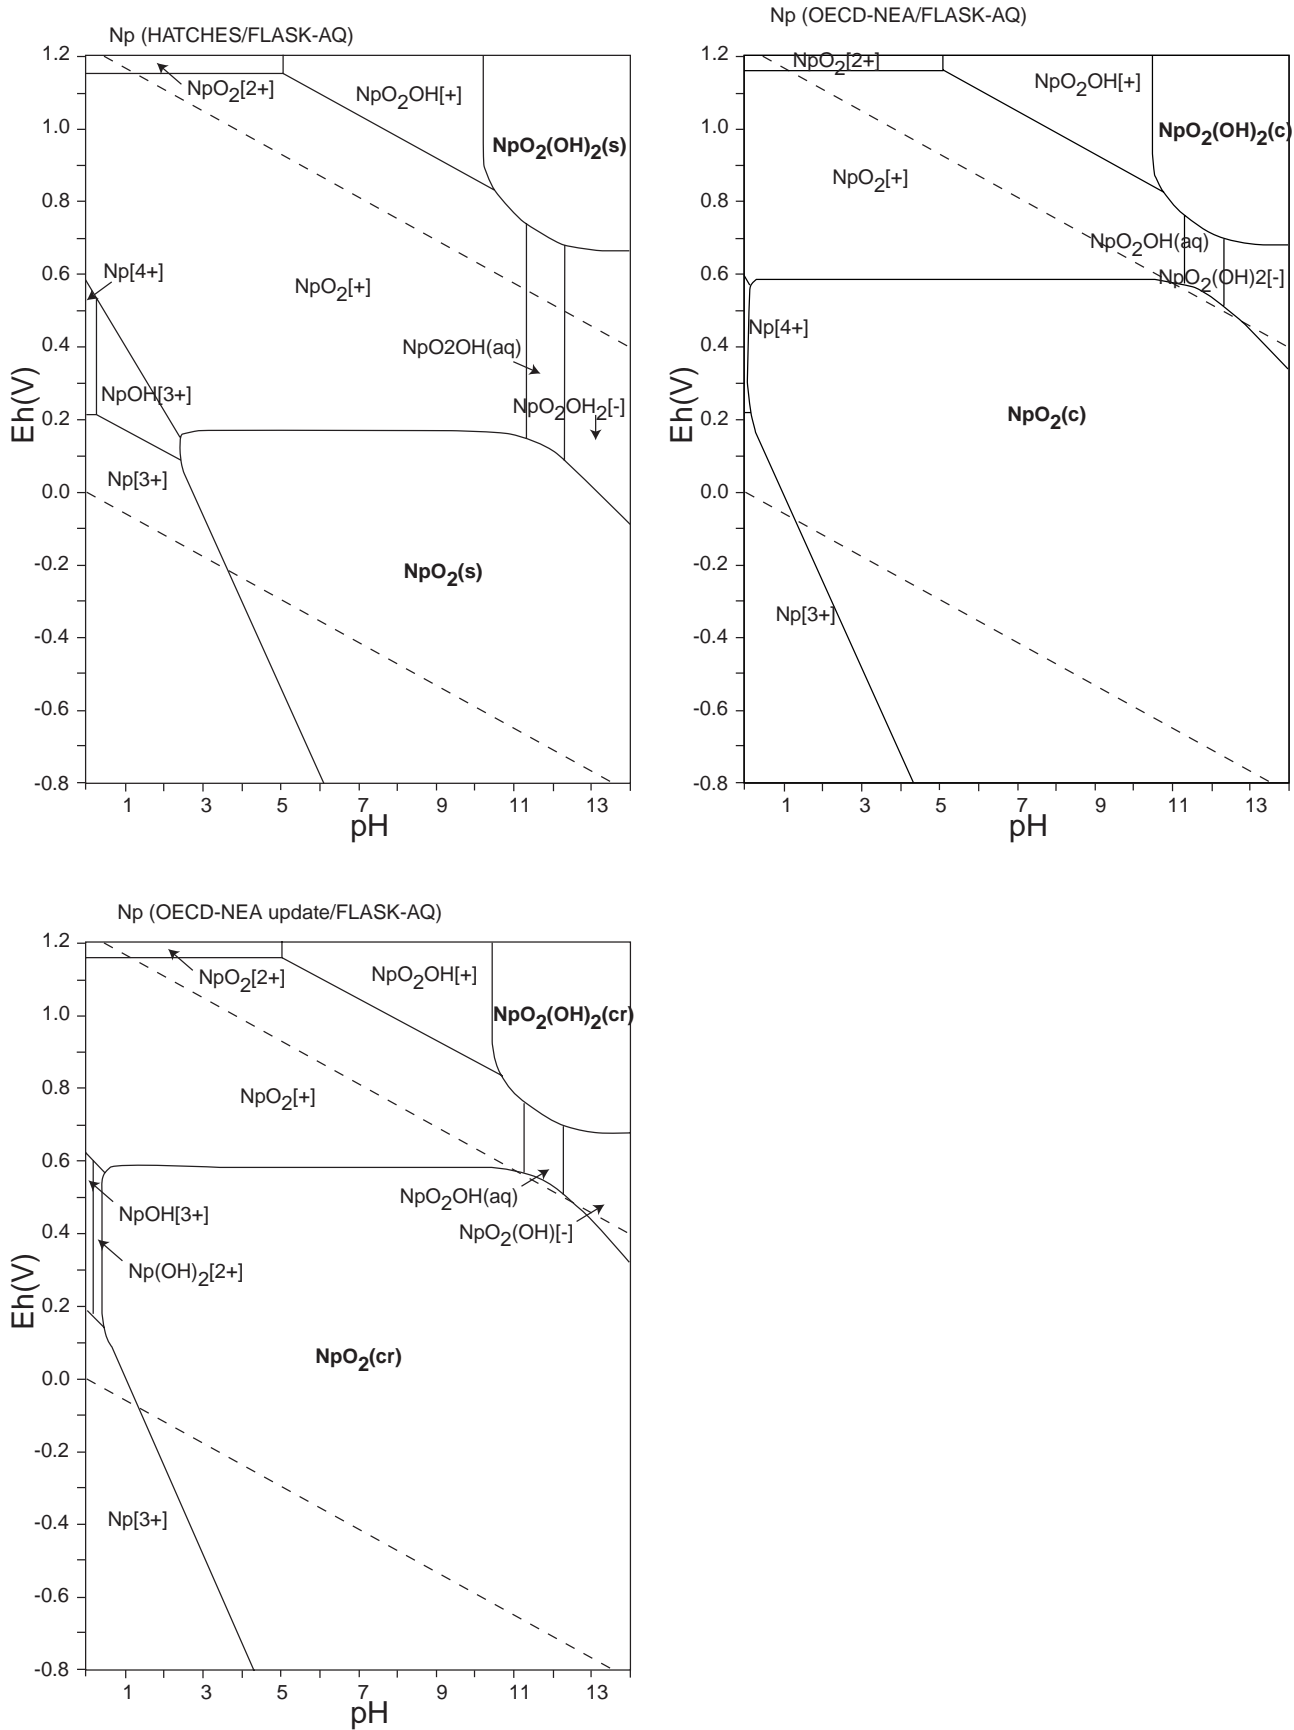 Np (HATCHES/FLASK-AQ)
1.2
1.0
0.8
0.6
0.4
0.2
0.0
-0.2
-0.4
-0.6
-0.8
Eh(V)
NpO2[2+]
NpO2OH[+]
NpO2(OH)2(s)
Np[4+]
NpO2[+]
NpO2OH(aq)
NpOH[3+]
NpO2OH2[-]
Np[3+]
NpO2(s)
1 3 5 7 9 11 13
pH
Np (OECD-NEA/FLASK-AQ)
1.2
1.0
0.8
0.6
0.4
0.2
0.0
-0.2
-0.4
-0.6
-0.8
Eh(V)
NpO2[2+]
NpO2OH[+]
NpO2(OH)2(c)
NpO2[+]
NpO2OH(aq)
NpO2(OH)2[-]
Np[4+]
NpO2(c)
Np[3+]
1 3 5 7 9 11 13
pH
Np (OECD-NEA update/FLASK-AQ)
1.2
1.0
0.8
0.6
0.4
0.2
0.0
-0.2
-0.4
-0.6
-0.8
Eh(V)
NpO2[2+]
NpO2OH[+]
NpO2(OH)2(cr)
NpO2[+]
NpO2OH(aq)
NpOH[3+]
NpO2(OH)[-]
Np(OH)2[2+]
NpO2(cr)
Np[3+]
1 3 5 7 9 11 13
pH